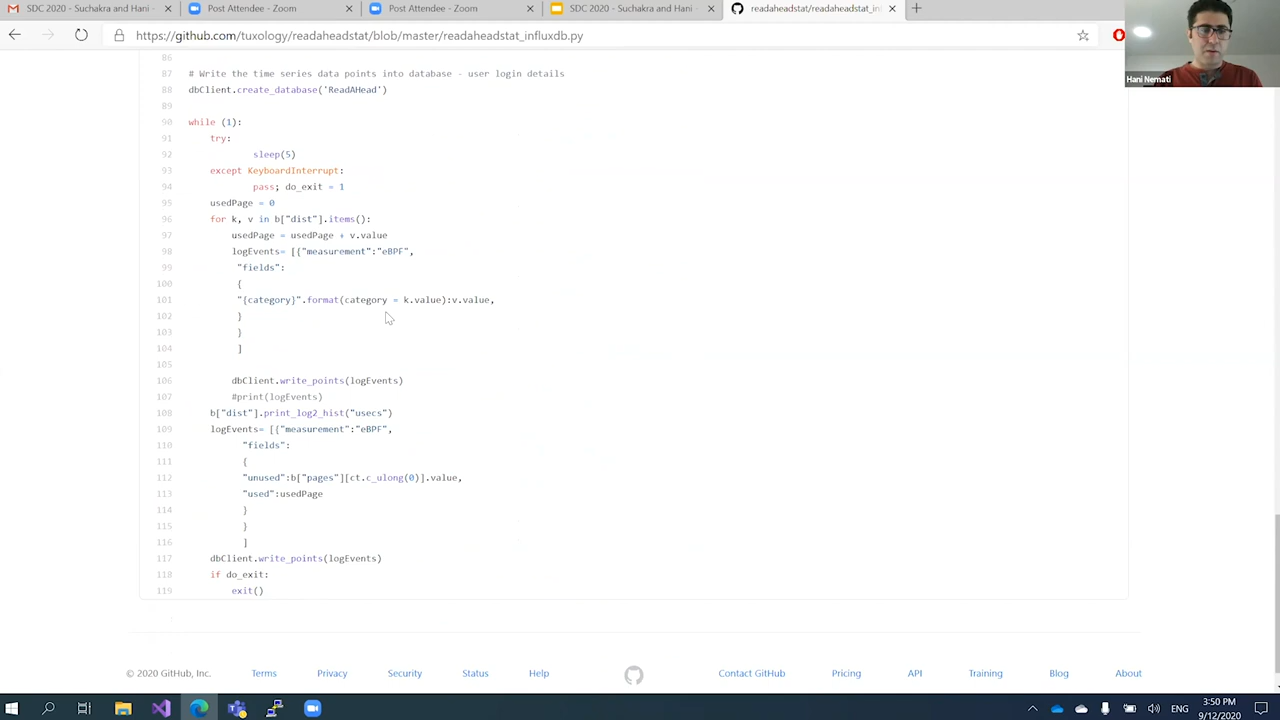 SDC 2020 - Suchakra and Hani -
Post Attendee - Zoom
Post Attendee - Zoom
SDC 2020 - Suchakra and Hani -
readaheadstat/readaheadstat_in
https://github.com/tuxology/readaheadstat/blob/master/readaheadstat_influxdb.py
Hani Nemati
86
87 # Write the time series data points into database - user login details
88 dbClient.create_database('ReadAHead')
89
90 while (1):
91 try:
92 sleep(5)
93 except KeyboardInterrupt:
94 pass; do_exit = 1
95 usedPage = 0
96 for k, v in b["dist"].items():
97 usedPage = usedPage + v.value
98 logEvents= [{"measurement":"eBPF",
99 "fields":
100 {
101 "{category}".format(category = k.value):v.value,
102 }
103 }
104 ]
105
106 dbClient.write_points(logEvents)
107 #print(logEvents)
108 b["dist"].print_log2_hist("usecs")
109 logEvents= [{"measurement":"eBPF",
110 "fields":
111 {
112 "unused":b["pages"][ct.c_ulong(0)].value,
113 "used":usedPage
114 }
115 }
116 ]
117 dbClient.write_points(logEvents)
118 if do_exit:
119 exit()
© 2020 GitHub, Inc. Terms Privacy Security Status Help Contact GitHub Pricing API Training Blog About
ENG
3:50 PM
9/12/2020